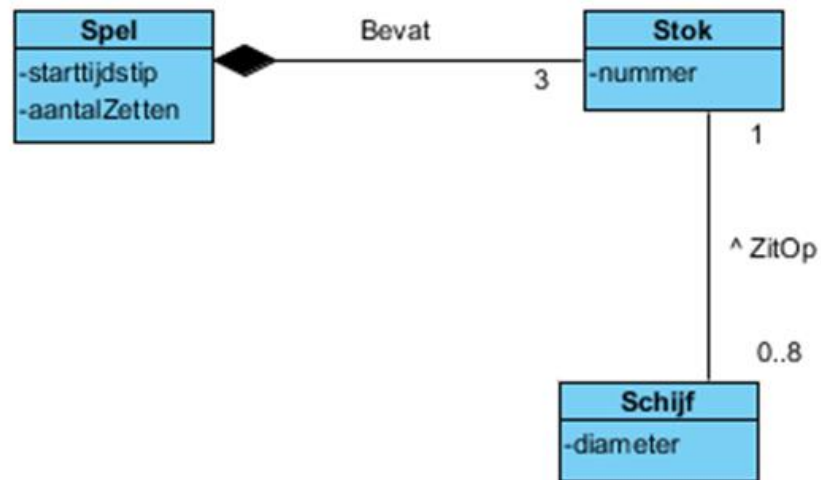 Spel
-starttijdstip
-aantalZetten
Bevat
3
Stok
-nummer
1
^ ZitOp
0..8
Schijf
-diameter